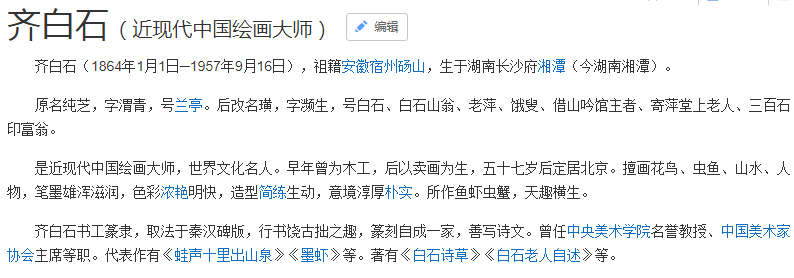 齐白石（近现代中国绘画大师） 编辑
齐白石（1864年1月1日─1957年9月16日），祖籍安徽宿州砀山，生于湖南长沙府湘潭（今湖南湘潭）。
原名纯芝，字渭青，号兰亭。后改名璜，字濒生，号白石、白石山翁、老萍、饿叟、借山吟馆主者、寄萍堂上老人、三百石
印富翁。
是近现代中国绘画大师，世界文化名人。早年曾为木工，后以卖画为生，五十七岁后定居北京。擅画花鸟、虫鱼、山水、人
物，笔墨雄浑滋润，色彩浓艳明快，造型简练生动，意境淳厚朴实。所作鱼虾虫蟹，天趣横生。
齐白石书工篆隶，取法于秦汉碑版，行书饶古拙之趣，篆刻自成一家，善写诗文。曾任中央美术学院名誉教授、中国美术家
协会主席等职。代表作有《蛙声十里出山泉》《墨虾》等。著有《白石诗草》《白石老人自述》等。